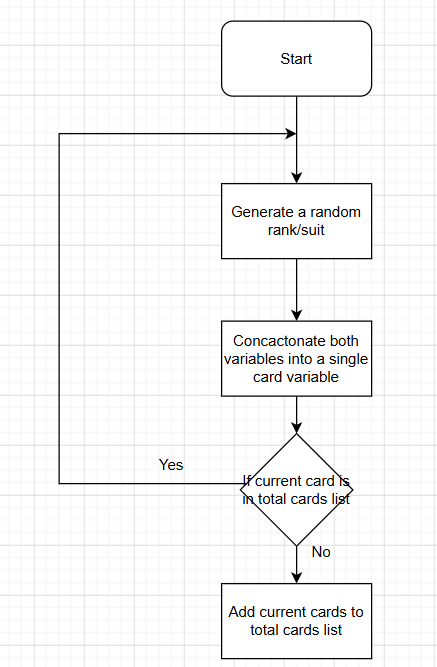 Start
Generate a random
rank/suit
Concactonate both
variables into a single
card variable
If current card is
in total cards list
Yes
No
Add current cards to
total cards list